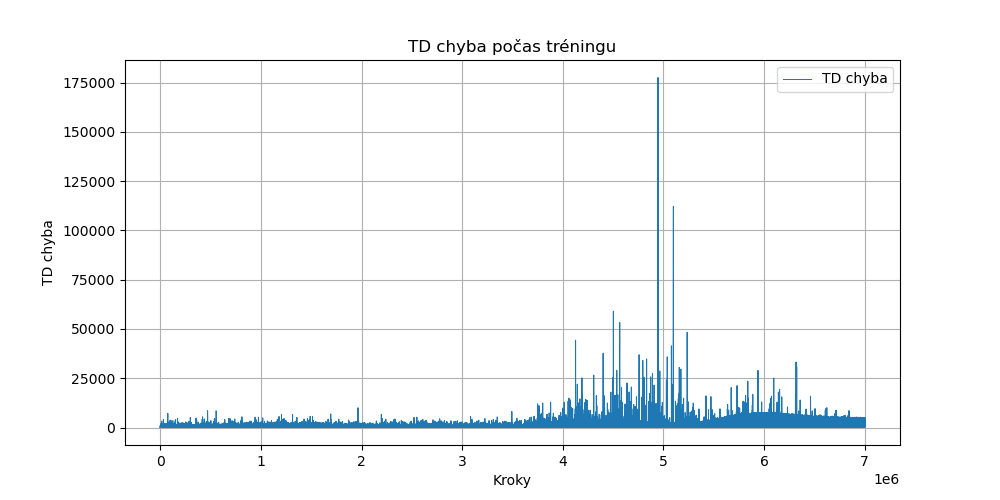 TD chyba počas tréningu
TD chyba
175000
150000
125000
100000
75000
50000
25000
0
TD chyba
0 1 2 3 4 5 6 7
1e6
Kroky